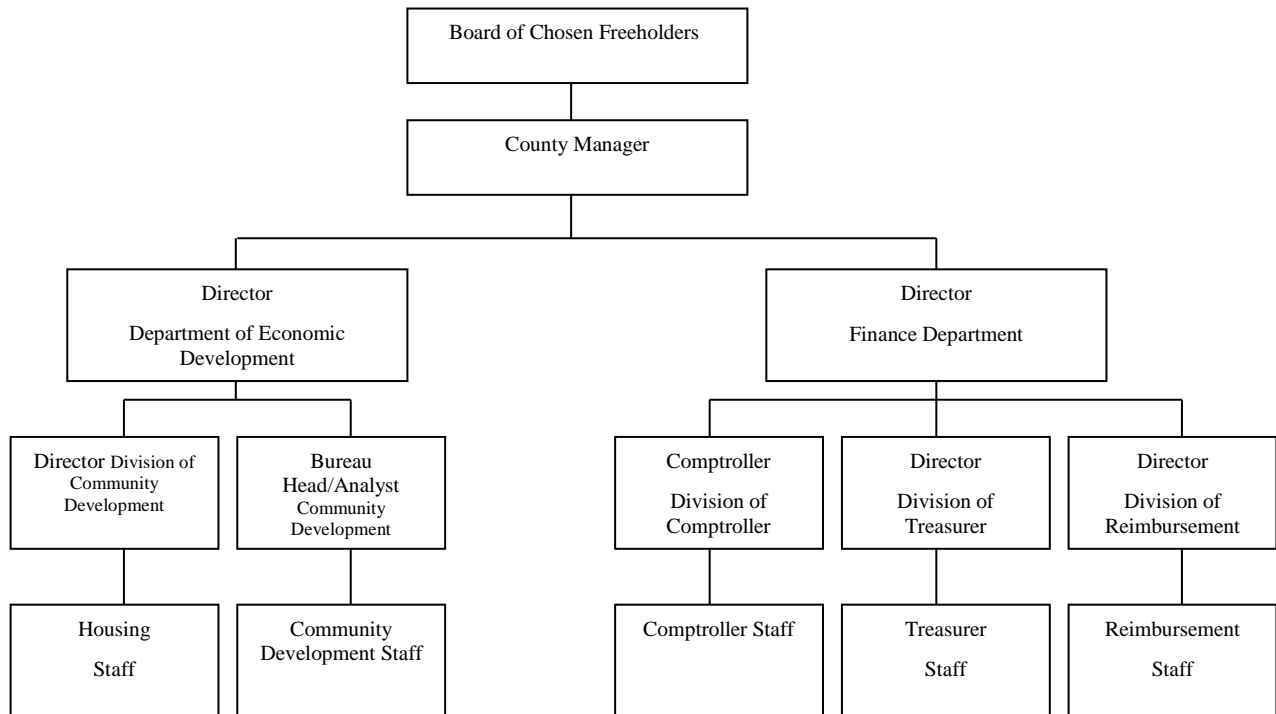 Board of Chosen Freeholders
County Manager
Director
Department of Economic
Development
Director
Finance Department
Director Division of
Community
Development
Bureau
Head/Analyst
Community
Development
Comptroller
Division of
Comptroller
Director
Division of
Treasurer
Director
Division of
Reimbursement
Housing
Staff
Community
Development Staff
Comptroller Staff
Treasurer
Staff
Reimbursement
Staff